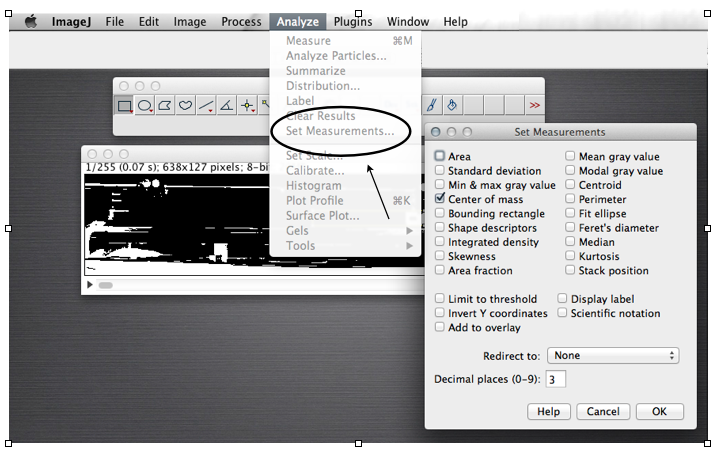 ImageJ File Edit Image Process Analyze Plugins Window Help
Measure ⌘M
Analyze Particles...
Summarize
Distribution...
Label
Clear Results
Set Measurements...
Set Scale...
Calibrate...
Histogram
Plot Profile ⌘K
Surface Plot...
Gels
Tools
>>
1/255 (0.07 s); 638x127 pixels; 8-bi
Set Measurements
Area Mean gray value
Standard deviation Modal gray value
Min & max gray value Centroid
Center of mass Perimeter
Bounding rectangle Fit ellipse
Shape descriptors Feret's diameter
Integrated density Median
Skewness Kurtosis
Area fraction Stack position
Limit to threshold Display label
Invert Y coordinates Scientific notation
Add to overlay
Redirect to: None
Decimal places (0-9): 3
Help Cancel OK